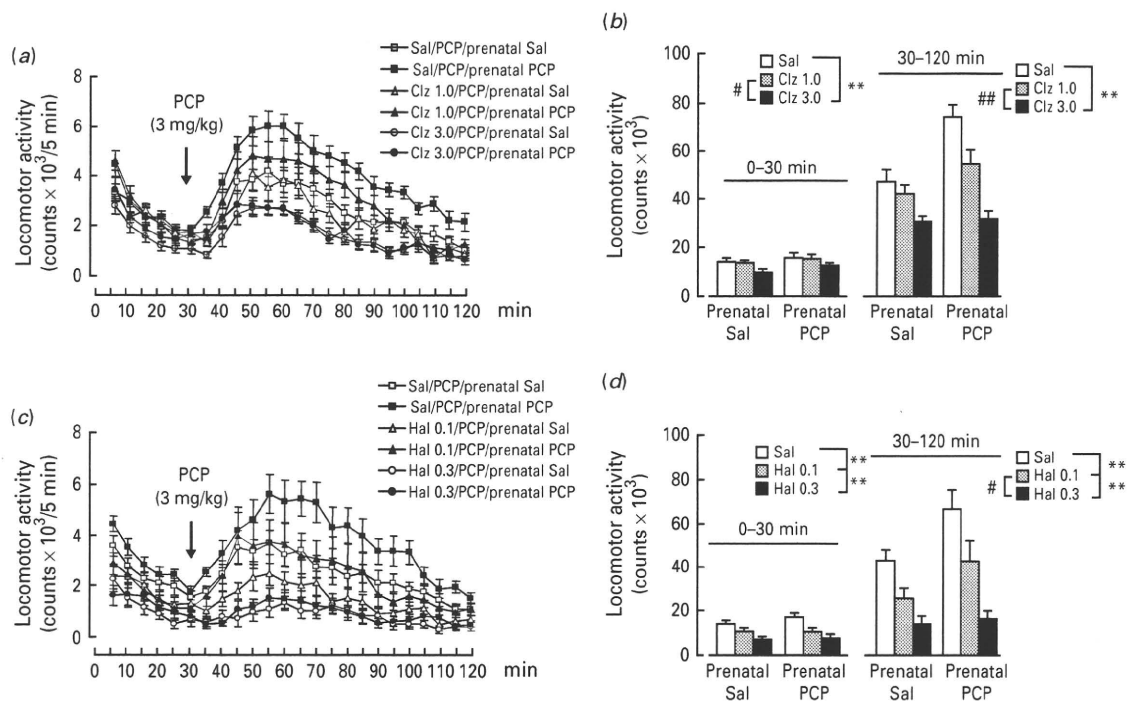 (a)
Sal/PCP/prenatal Sal
Sal/PCP/prenatal PCP
Clz 1.0/PCP/prenatal Sal
Clz 1.0/PCP/prenatal PCP
Clz 3.0/PCP/prenatal Sal
Clz 3.0/PCP/prenatal PCP
PCP
(3 mg/kg)
Locomotor activity
(counts × 10³/5 min)
8
6
4
2
0
0 10 20 30 40 50 60 70 80 90 100 110 120 min
(b)
Locomotor activity
(counts × 10³)
100
80
60
40
20
0
Sal
# Clz 1.0 **
Clz 3.0
0–30 min
30–120 min
Sal
## Clz 1.0 **
Clz 3.0
Prenatal Prenatal Prenatal Prenatal
Sal PCP Sal PCP
(c)
Sal/PCP/prenatal Sal
Sal/PCP/prenatal PCP
Hal 0.1/PCP/prenatal Sal
Hal 0.1/PCP/prenatal PCP
Hal 0.3/PCP/prenatal Sal
Hal 0.3/PCP/prenatal PCP
PCP
(3 mg/kg)
Locomotor activity
(counts × 10³/5 min)
8
6
4
2
0
0 10 20 30 40 50 60 70 80 90 100 110 120 min
(d)
Locomotor activity
(counts × 10³)
100
80
60
40
20
0
Sal **
Hal 0.1 **
Hal 0.3
0–30 min
30–120 min
Sal **
# Hal 0.1 **
Hal 0.3
Prenatal Prenatal Prenatal Prenatal
Sal PCP Sal PCP